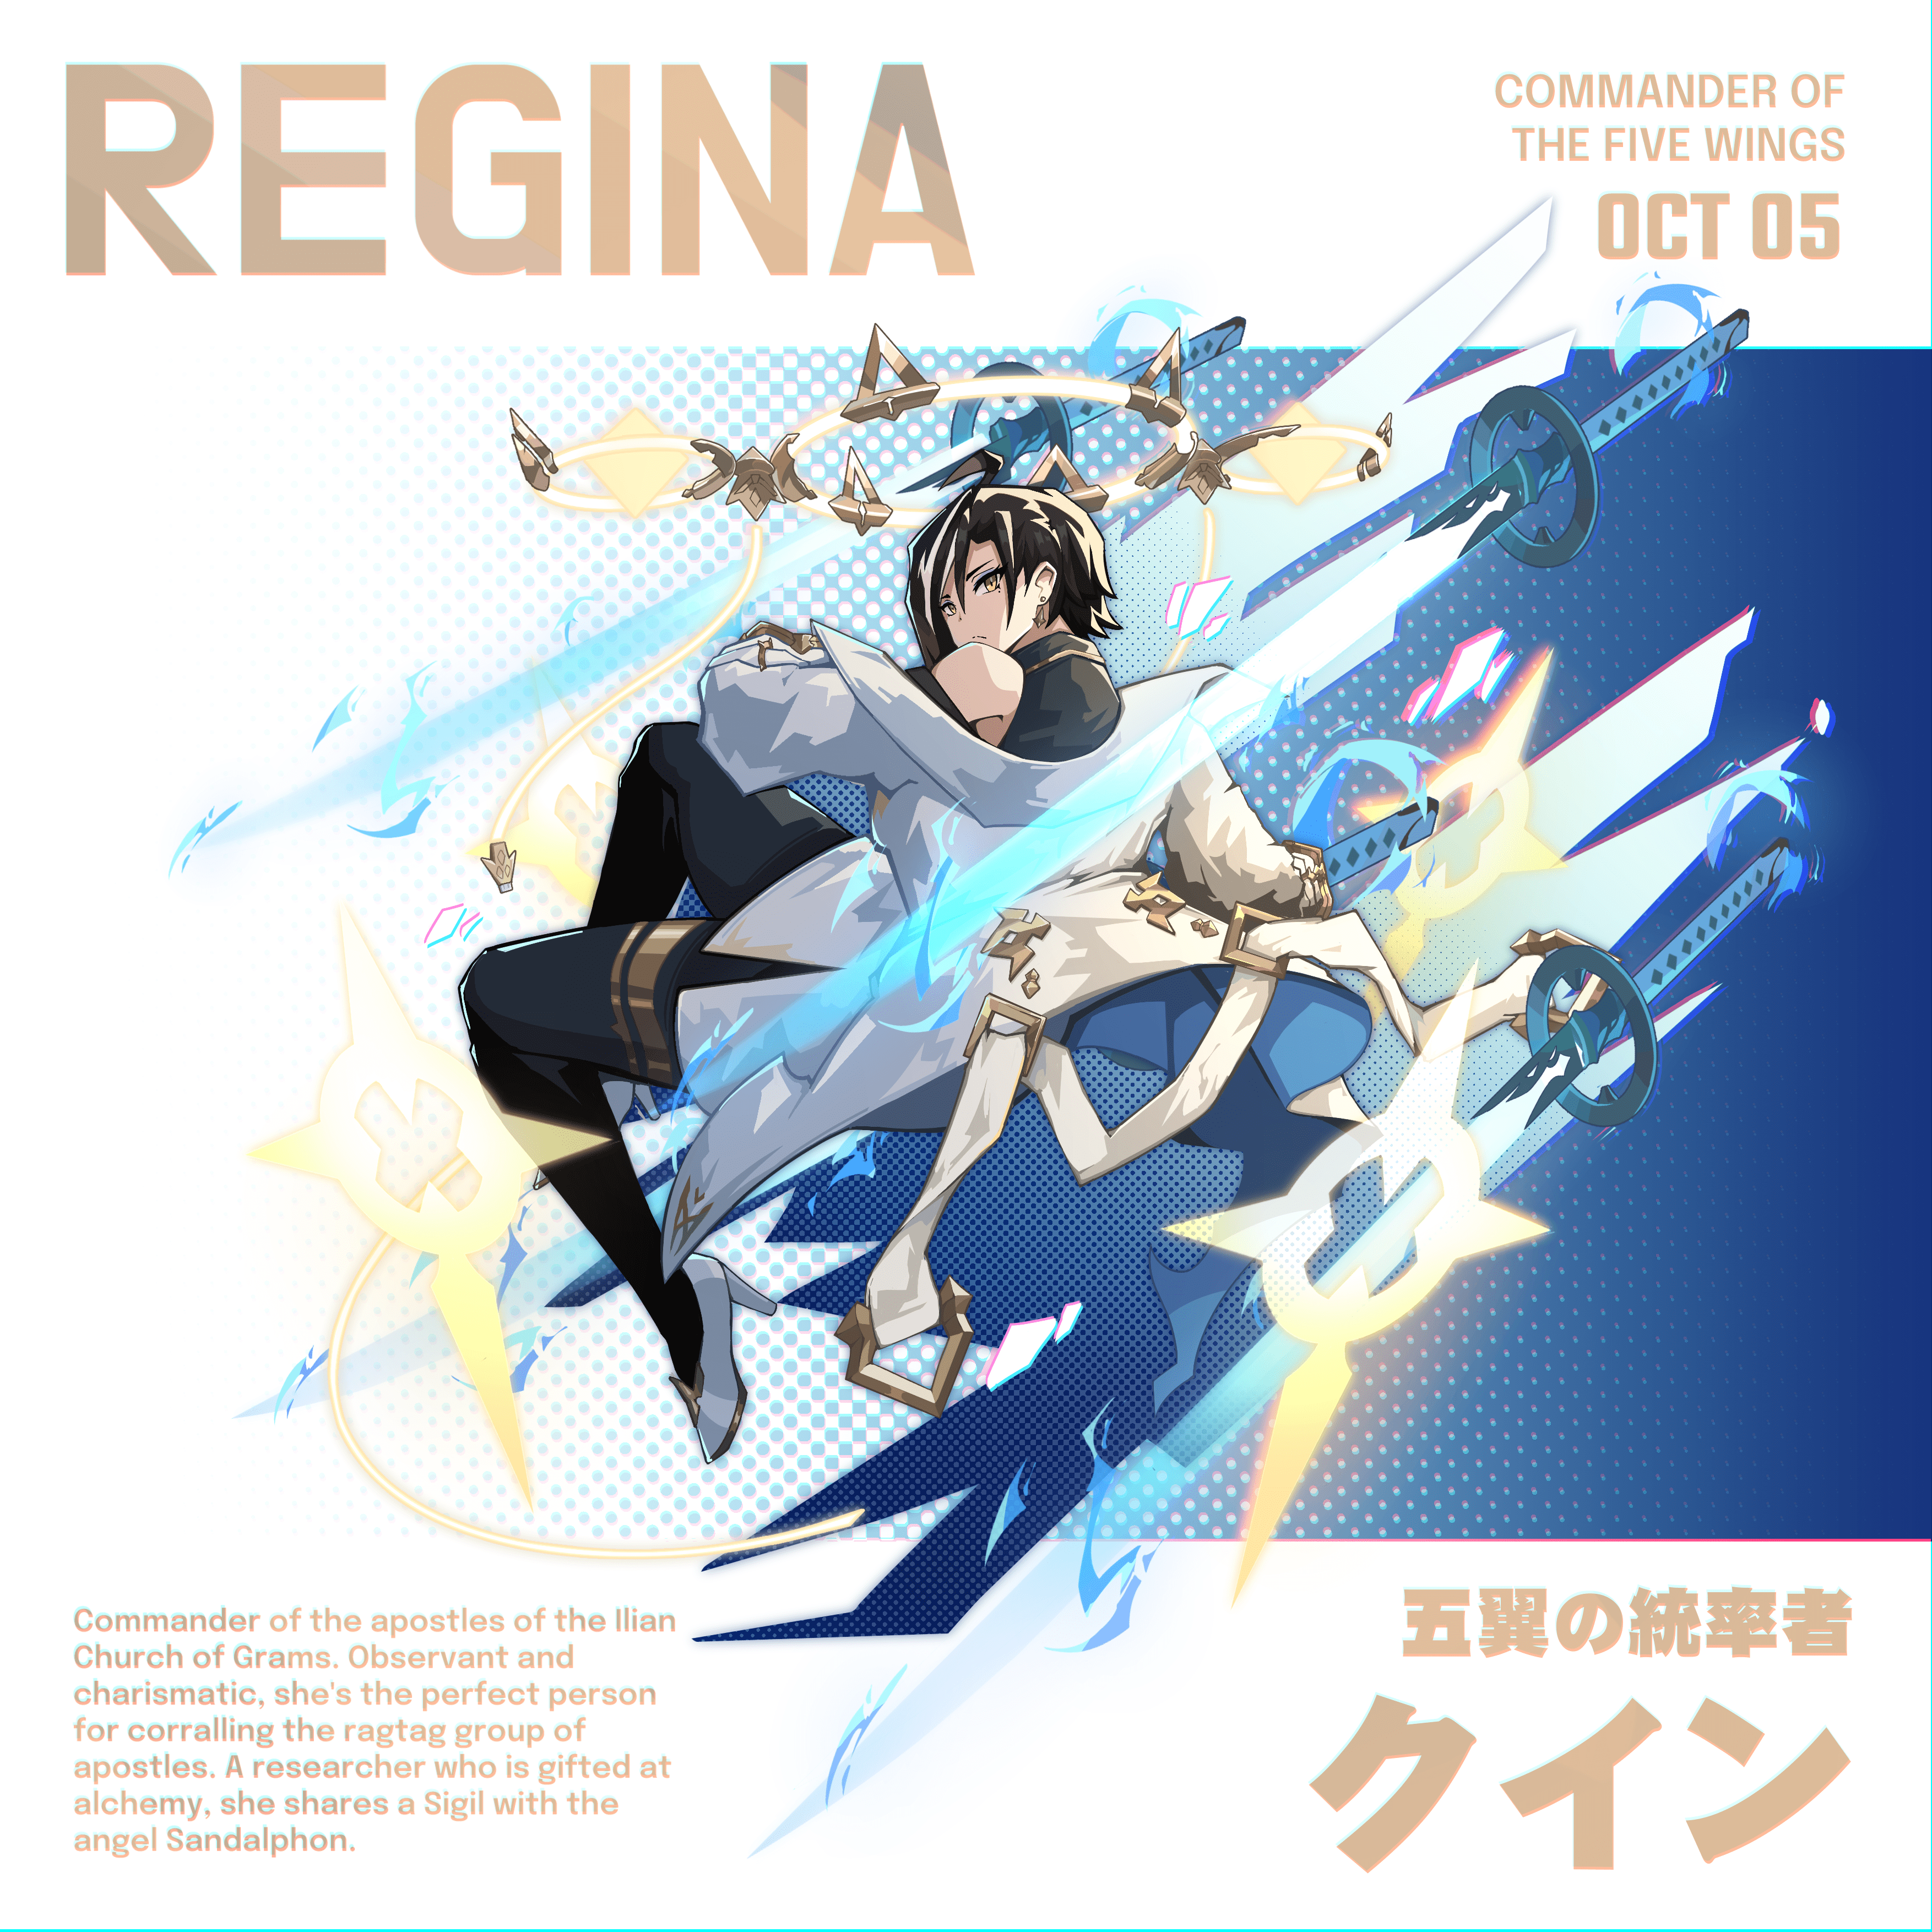 REGINA
COMMANDER OF
THE FIVE WINGS
OCT 05
Commander of the apostles of the Ilian
Church of Grams. Observant and
charismatic, she's the perfect person
for corralling the ragtag group of
apostles. A researcher who is gifted at
alchemy, she shares a Sigil with the
angel Sandalphon.
五翼の統率者
クイン